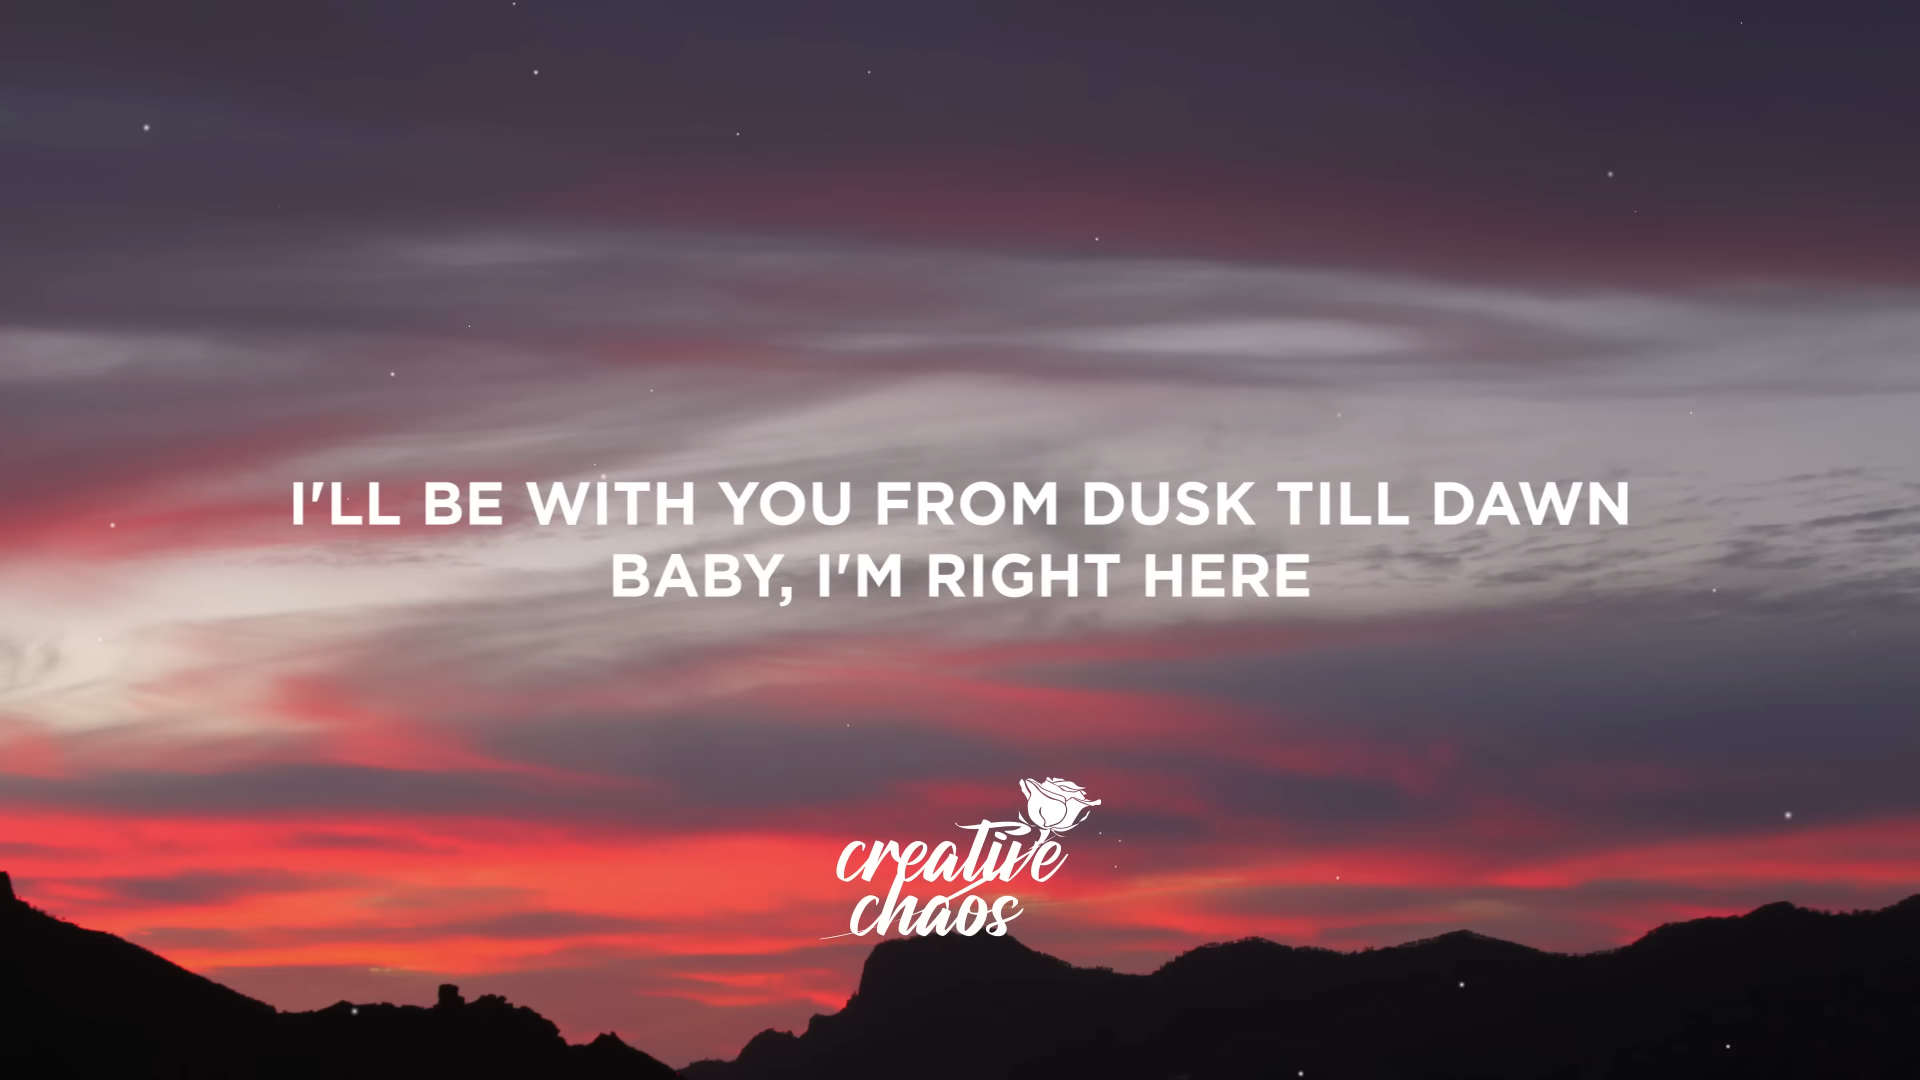 I'LL BE WITH YOU FROM DUSK TILL DAWN
BABY, I'M RIGHT HERE
creative
chaos